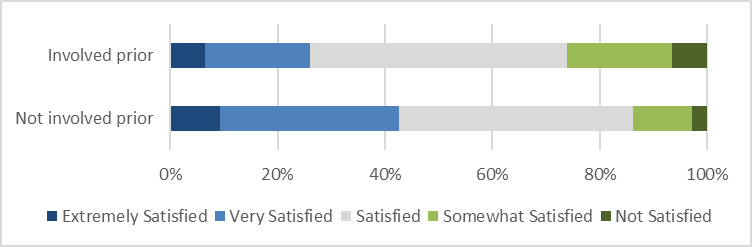 Involved prior
Not involved prior
0% 20% 40% 60% 80% 100%
Extremely Satisfied Very Satisfied Satisfied Somewhat Satisfied Not Satisfied